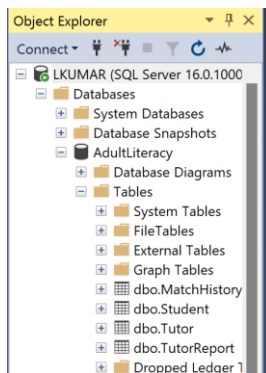 Object Explorer
Connect
LKUMAR (SQL Server 16.0.1000
Databases
System Databases
Database Snapshots
AdultLiteracy
Database Diagrams
Tables
System Tables
FileTables
External Tables
Graph Tables
dbo.MatchHistory
dbo.Student
dbo.Tutor
dbo.TutorReport
Dropped Ledger